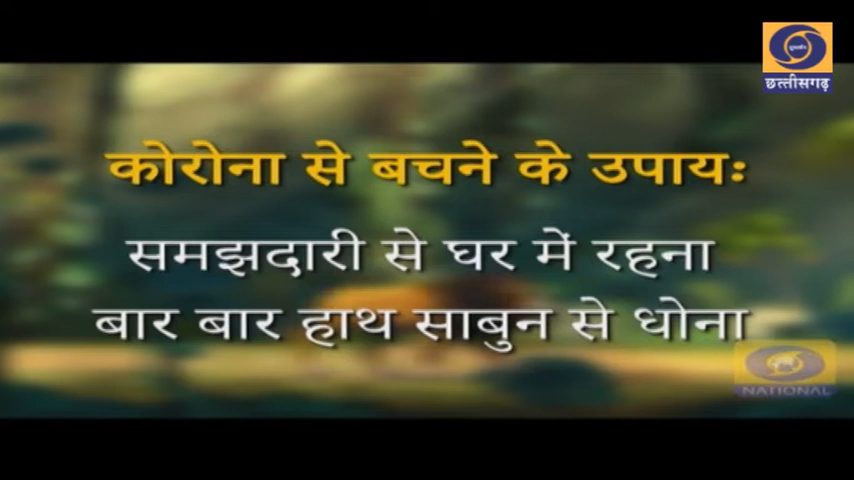 छत्तीसगढ़
कोरोना से बचने के उपायः
समझदारी से घर में रहना
बार बार हाथ साबुन से धोना
NATIONAL